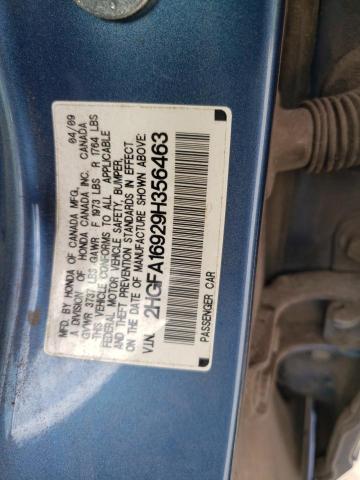 MFD. BY HONDA OF CANADA MFG. 04/09
A DIVISION OF HONDA CANADA INC. CANADA
GVWR 3737 LBS GAWR F 1973 LBS R 1764 LBS
THIS VEHICLE CONFORMS TO ALL APPLICABLE
FEDERAL MOTOR VEHICLE SAFETY, BUMPER,
AND THEFT PREVENTION STANDARDS IN EFFECT
ON THE DATE OF MANUFACTURE SHOWN ABOVE.
V.I.N. 2HGFA16929H356463
PASSENGER CAR